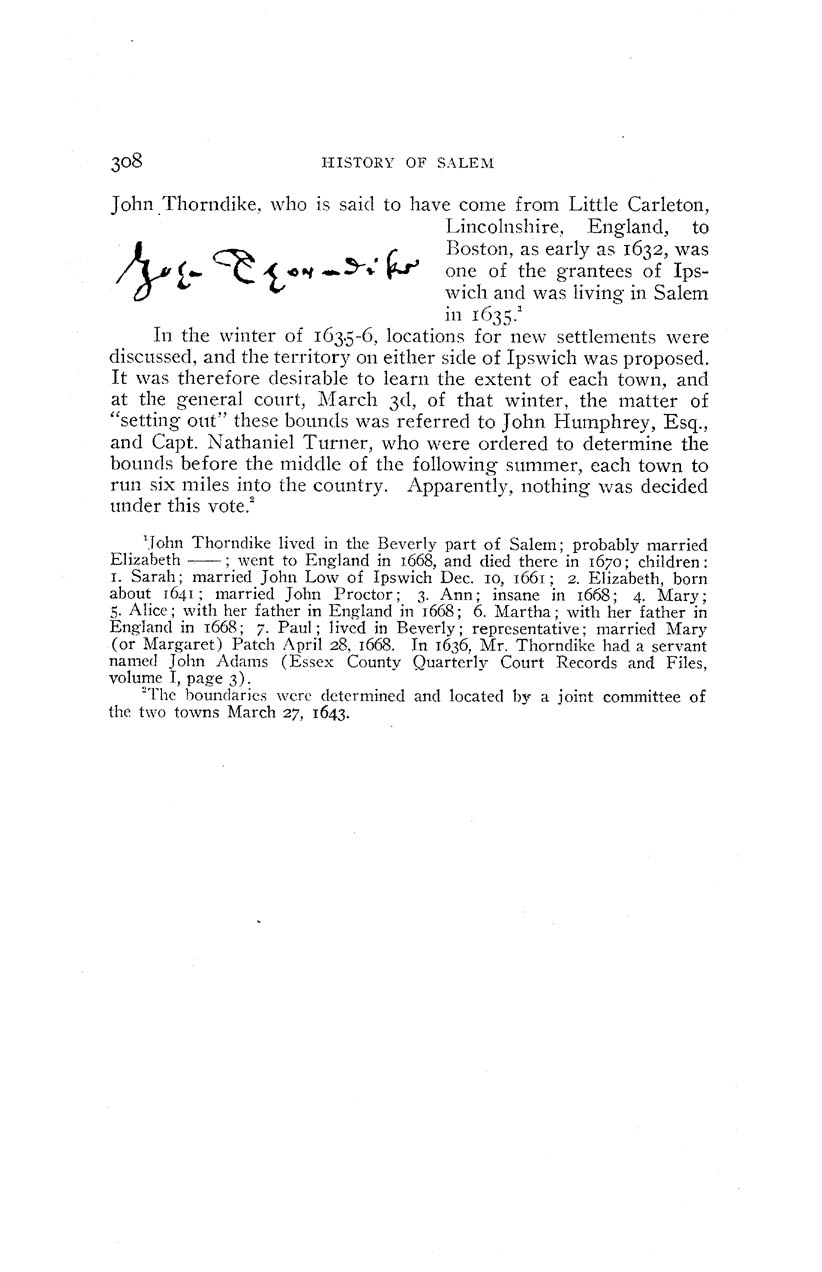 308 HISTORY OF SALEM
John Thorndike, who is said to have come from Little Carleton,
Lincolnshire, England, to
Boston, as early as 1632, was
one of the grantees of Ips-
wich and was living in Salem
in 1635.¹
In the winter of 1635-6, locations for new settlements were
discussed, and the territory on either side of Ipswich was proposed.
It was therefore desirable to learn the extent of each town, and
at the general court, March 3d, of that winter, the matter of
“setting out” these bounds was referred to John Humphrey, Esq.,
and Capt. Nathaniel Turner, who were ordered to determine the
bounds before the middle of the following summer, each town to
run six miles into the country. Apparently, nothing was decided
under this vote.²
¹John Thorndike lived in the Beverly part of Salem; probably married
Elizabeth ——; went to England in 1668, and died there in 1670; children:
1. Sarah; married John Low of Ipswich Dec. 10, 1661; 2. Elizabeth, born
about 1641; married John Proctor; 3. Ann; insane in 1668; 4. Mary;
5. Alice; with her father in England in 1668; 6. Martha; with her father in
England in 1668; 7. Paul; lived in Beverly; representative; married Mary
(or Margaret) Patch April 28, 1668. In 1636, Mr. Thorndike had a servant
named John Adams (Essex County Quarterly Court Records and Files,
volume I, page 3).
²The boundaries were determined and located by a joint committee of
the two towns March 27, 1643.